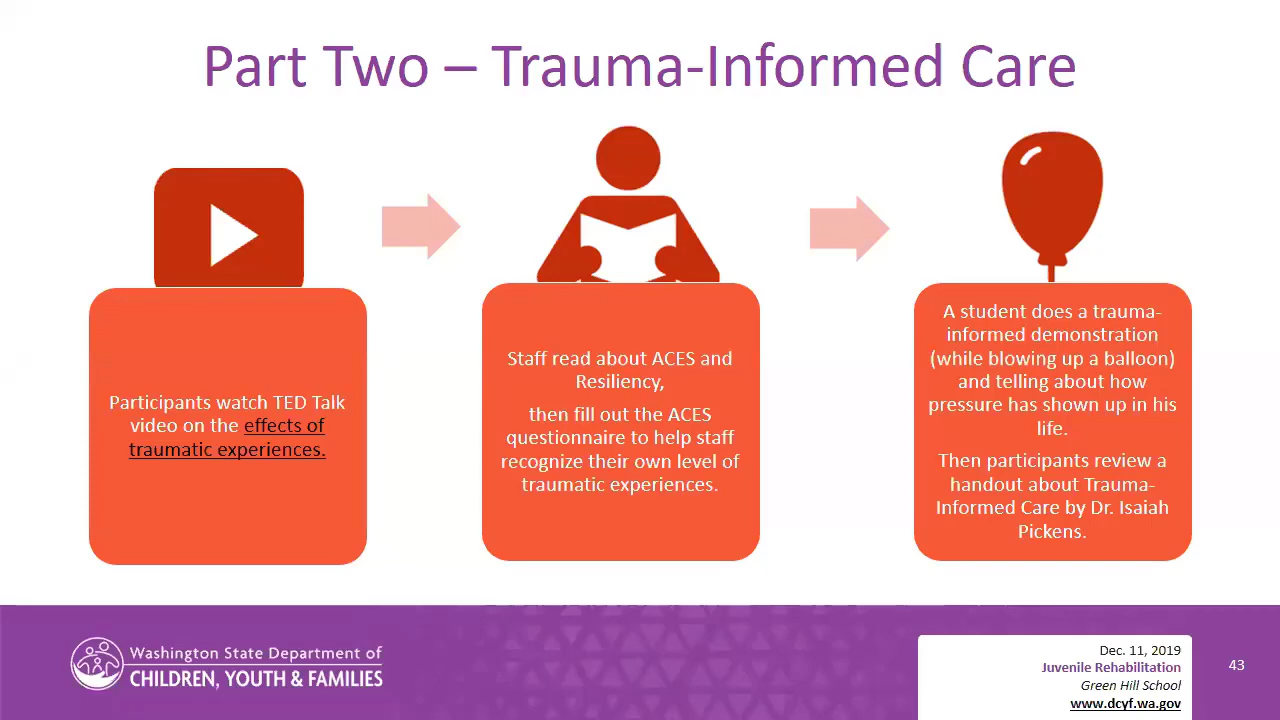 Part Two – Trauma-Informed Care
Participants watch TED Talk
video on the effects of
traumatic experiences.
Staff read about ACES and
Resiliency,
then fill out the ACES
questionnaire to help staff
recognize their own level of
traumatic experiences.
A student does a trauma-
informed demonstration
(while blowing up a balloon)
and telling about how
pressure has shown up in his
life.
Then participants review a
handout about Trauma-
Informed Care by Dr. Isaiah
Pickens.
Washington State Department of
CHILDREN, YOUTH & FAMILIES
Dec. 11, 2019
Juvenile Rehabilitation
Green Hill School
www.dcyf.wa.gov
43